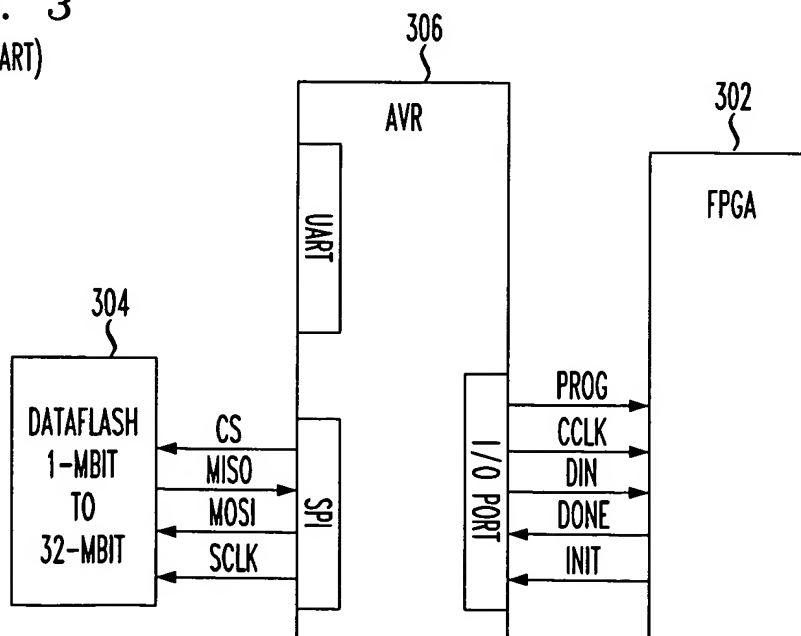 . 3
ART)
306
AVR
302
FPGA
UART
304
DATAFLASH
1-MBIT
TO
32-MBIT
CS
MISO
MOSI
SCLK
SPI
I/O PORT
PROG
CCLK
DIN
DONE
INIT